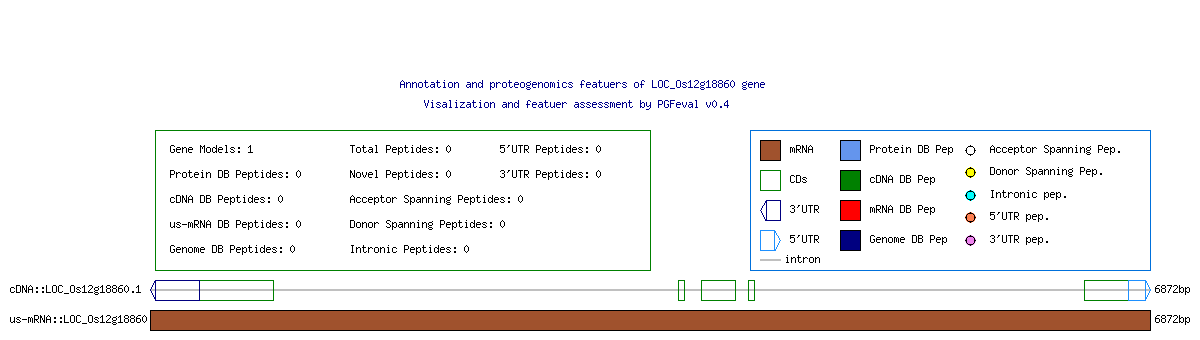 Annotation and proteogenomics featuers of LOC_Os12g18860 gene
Visalization and featuer assessment by PGFeval v0.4
Gene Models: 1 Total Peptides: 0 5'UTR Peptides: 0
Protein DB Peptides: 0 Novel Peptides: 0 3'UTR Peptides: 0
cDNA DB Peptides: 0 Acceptor Spanning Peptides: 0
us-mRNA DB Peptides: 0 Donor Spanning Peptides: 0
Genome DB Peptides: 0 Intronic Peptides: 0
mRNA Protein DB Pep Acceptor Spanning Pep.
CDs cDNA DB Pep Donor Spanning Pep.
3'UTR mRNA DB Pep Intronic pep.
5'UTR Genome DB Pep 5'UTR pep.
intron 3'UTR pep.
cDNA::LOC_Os12g18860.1 6872bp
us-mRNA::LOC_Os12g18860 6872bp